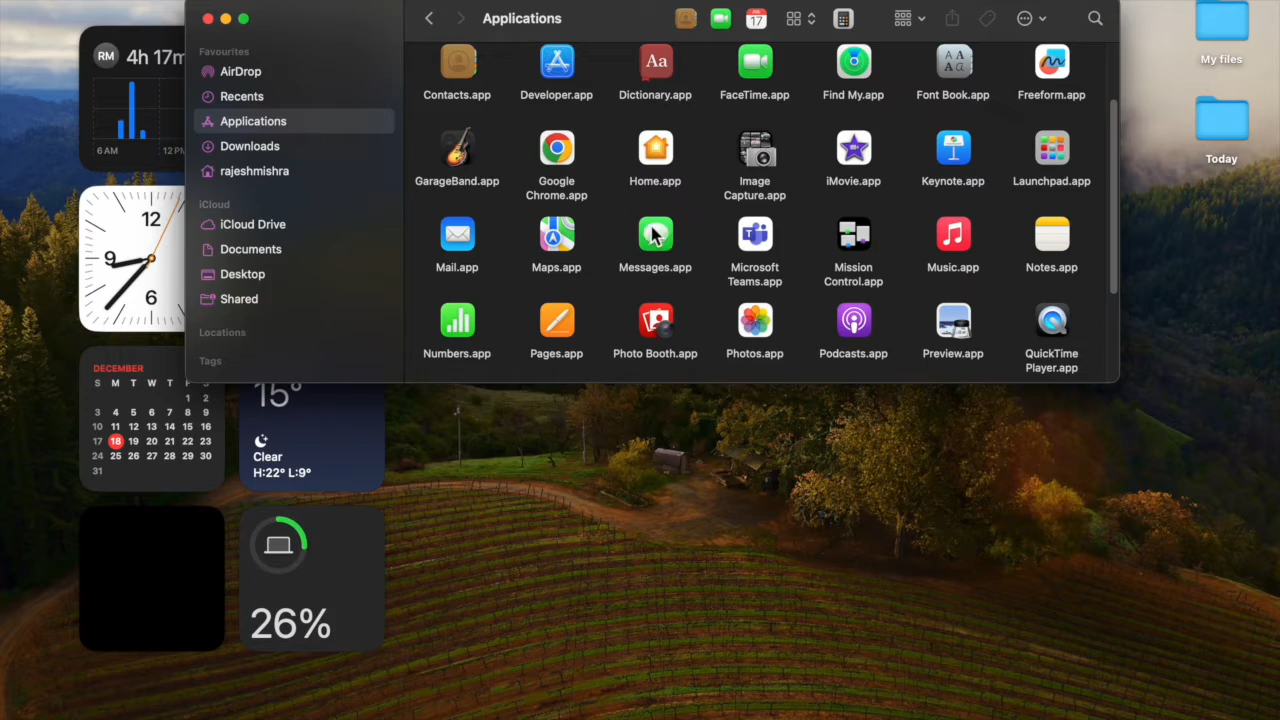 RM 4h 17m
6 AM 12 PM
12
9
6
DECEMBER
S M T W T F S
1 2
3 4 5 6 7 8 9
10 11 12 13 14 15 16
17 18 19 20 21 22 23
24 25 26 27 28 29 30
31
15°
Clear
H:22° L:9°
26%
Favourites
AirDrop
Recents
Applications
Downloads
rajeshmishra
iCloud
iCloud Drive
Documents
Desktop
Shared
Locations
Tags
Applications
JUL
17
Contacts.app
Developer.app
Aa
Dictionary.app
FaceTime.app
Find My.app
AA
AA
Font Book.app
Freeform.app
GarageBand.app
Google
Chrome.app
Home.app
Image
Capture.app
iMovie.app
Keynote.app
Launchpad.app
Mail.app
Maps.app
Messages.app
Microsoft
Teams.app
Mission
Control.app
Music.app
Notes.app
Numbers.app
Pages.app
Photo Booth.app
Photos.app
Podcasts.app
Preview.app
QuickTime
Player.app
My files
Today